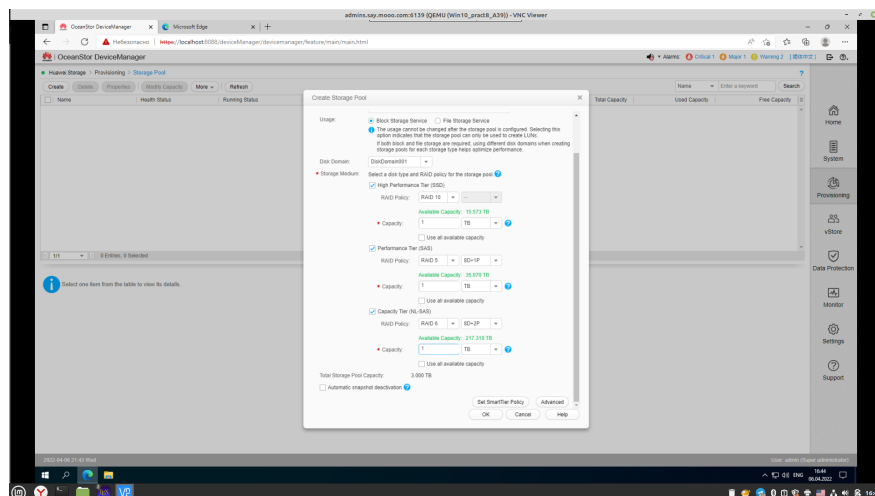 admins.say.mooo.com:6139 (QEMU (Win10_pract8_A39)) - VNC Viewer
OceanStor DeviceManager
Microsoft Edge
Небезопасно
https://localhost:8088/deviceManager/devicemanager/feature/main/main.html
OceanStor DeviceManager
Alarms: Critical 1 Major 1 Warning 2
Huawei.Storage Provisioning Storage Pool
Create Delete Properties Modify Capacity More Refresh
Name Enter a keyword Search
Name Health Status Running Status Total Capacity Used Capacity Free Capacity
Create Storage Pool
Usage: Block Storage Service File Storage Service
The usage cannot be changed after the storage pool is configured. Selecting this
option indicates that the storage pool can only be used to create LUNs.
If both block and file storage are required, using different disk domains when creating
storage pools for each storage type helps optimize performance.
Disk Domain: DiskDomain001
* Storage Medium: Select a disk type and RAID policy for the storage pool
High Performance Tier (SSD)
RAID Policy: RAID 10 --
Available Capacity: 15.573 TB
* Capacity: 1 TB
Use all available capacity
Performance Tier (SAS)
RAID Policy: RAID 5 8D+1P
Available Capacity: 35.078 TB
* Capacity: 1 TB
Use all available capacity
Capacity Tier (NL-SAS)
RAID Policy: RAID 6 8D+2P
Available Capacity: 217.318 TB
* Capacity: 1 TB
Use all available capacity
Total Storage Pool Capacity: 3.000 TB
Automatic snapshot deactivation
Set SmartTier Policy Advanced
OK Cancel Help
1/1 0 Entries, 0 Selected
Select one item from the table to view its details.
Home
System
Provisioning
vStore
Data Protection
Monitor
Settings
Support
2022-04-06 21:43 Wed
User: admin (Super administrator)
ENG
16:44
06.04.2022